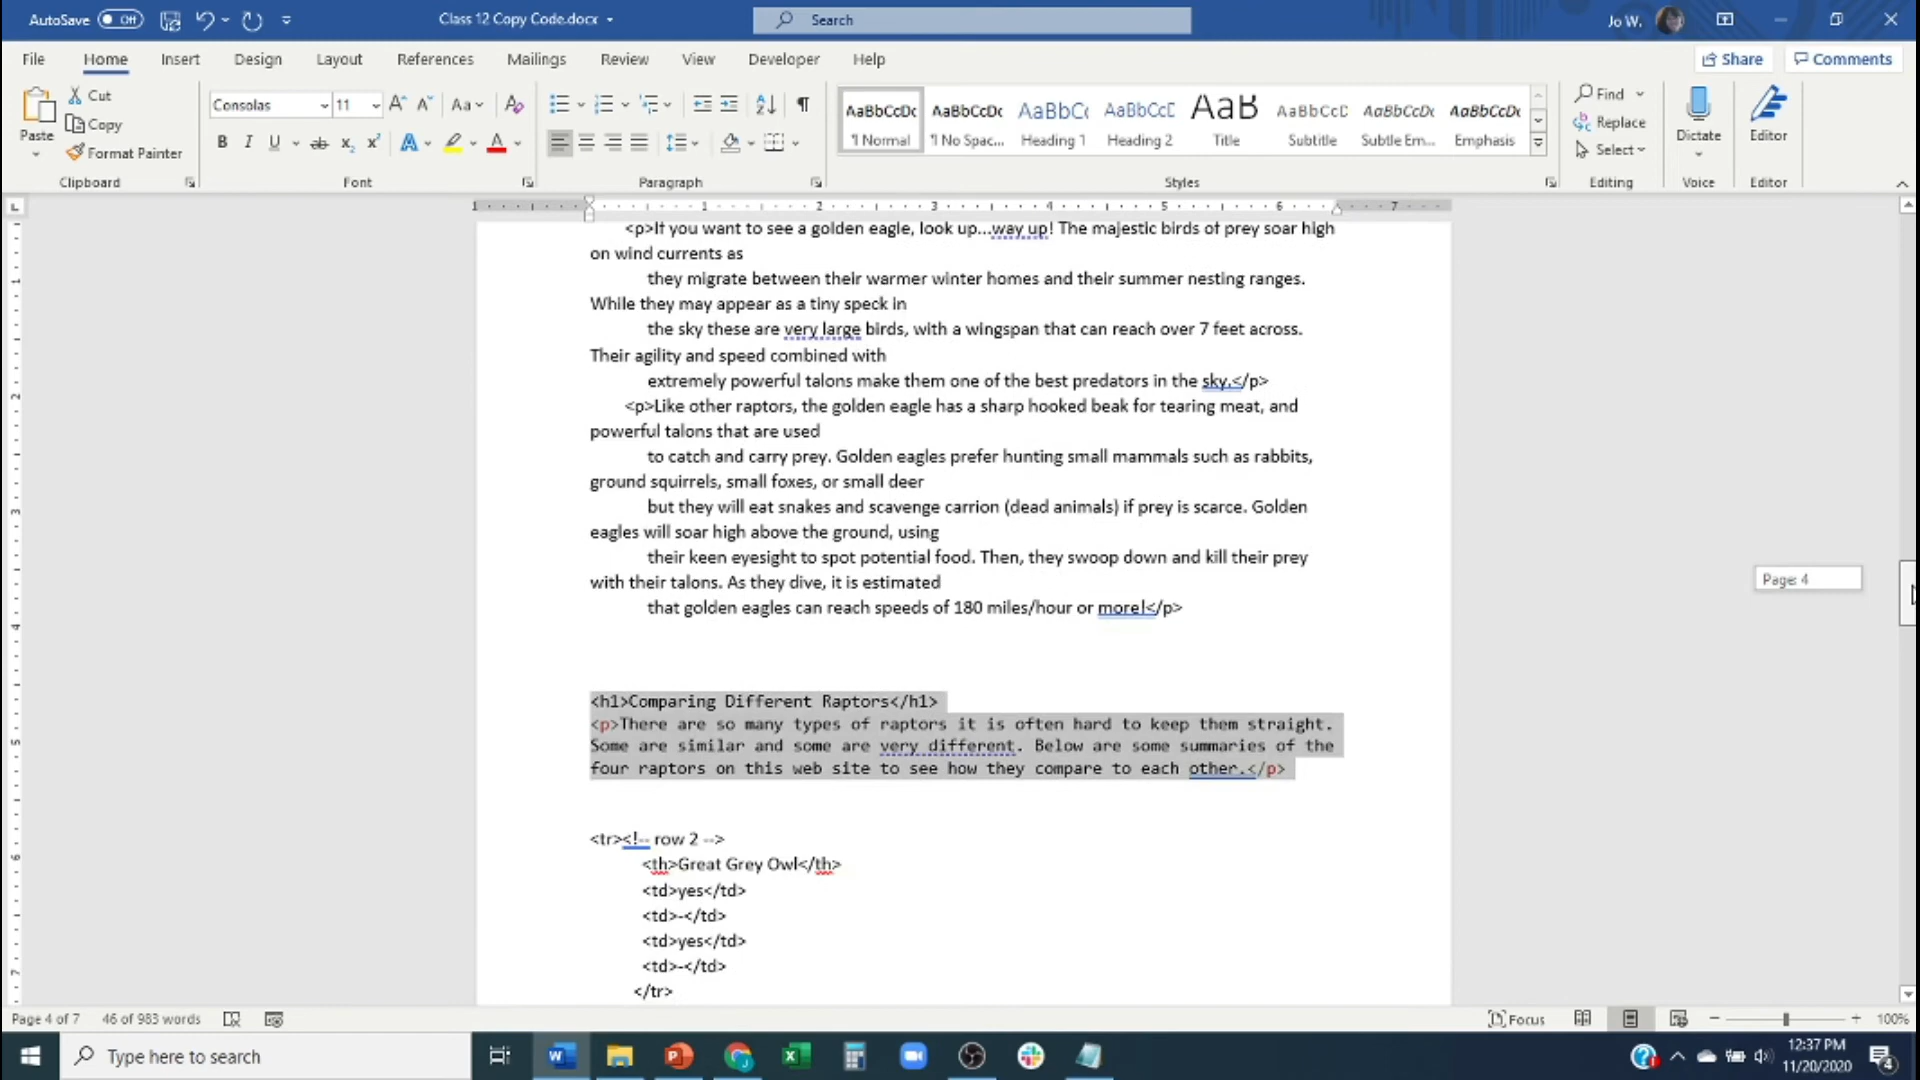 AutoSave Off Class 12 Copy Code.docx Search Jo W.
File Home Insert Design Layout References Mailings Review View Developer Help Share Comments
Paste Cut Copy Format Painter
Consolas 11 Aa
B I U ab x₂ x² A A
AaBbCcDc AaBbCcDc AaBbCc AaBbCcD AaB AaBbCcD AaBbCcDc AaBbCcDc
¶ Normal ¶ No Spac... Heading 1 Heading 2 Title Subtitle Subtle Em... Emphasis
Find Replace Select Dictate Editor
Clipboard Font Paragraph Styles Editing Voice Editor
1 1 2 3 4 5 6 7
<p>If you want to see a golden eagle, look up...way up! The majestic birds of prey soar high
on wind currents as
they migrate between their warmer winter homes and their summer nesting ranges.
While they may appear as a tiny speck in
the sky these are very large birds, with a wingspan that can reach over 7 feet across.
Their agility and speed combined with
extremely powerful talons make them one of the best predators in the sky.</p>
<p>Like other raptors, the golden eagle has a sharp hooked beak for tearing meat, and
powerful talons that are used
to catch and carry prey. Golden eagles prefer hunting small mammals such as rabbits,
ground squirrels, small foxes, or small deer
but they will eat snakes and scavenge carrion (dead animals) if prey is scarce. Golden
eagles will soar high above the ground, using
their keen eyesight to spot potential food. Then, they swoop down and kill their prey
with their talons. As they dive, it is estimated
that golden eagles can reach speeds of 180 miles/hour or more!</p>
Page: 4
<h1>Comparing Different Raptors</h1>
<p>There are so many types of raptors it is often hard to keep them straight.
Some are similar and some are very different. Below are some summaries of the
four raptors on this web site to see how they compare to each other.</p>
<tr><!-- row 2 -->
<th>Great Grey Owl</th>
<td>yes</td>
<td>-</td>
<td>yes</td>
<td>-</td>
</tr>
Page 4 of 7 46 of 983 words Focus 100%
Type here to search 12:37 PM
11/20/2020 4